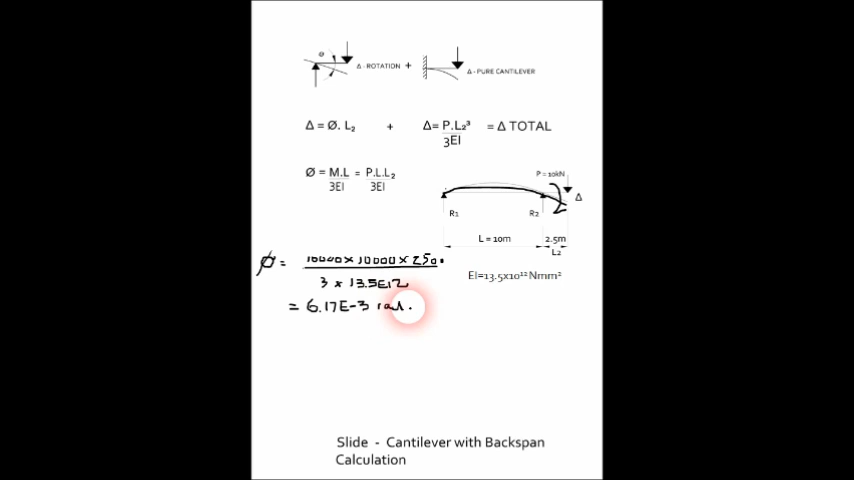 θ
Δ - ROTATION + Δ - PURE CANTILEVER
Δ = Ø. L₂ + Δ= P.L₂³ = Δ TOTAL
3EI
Ø = M.L = P.L.L₂
3EI 3EI
P = 10kN
Δ
R1 R2
L = 10m 2.5m
L2
EI=13.5x10¹² Nmm²
Ø = 10000 x 10000 x 2500
3 x 13.5E12
= 6.17E-3 rad.
Slide - Cantilever with Backspan
Calculation